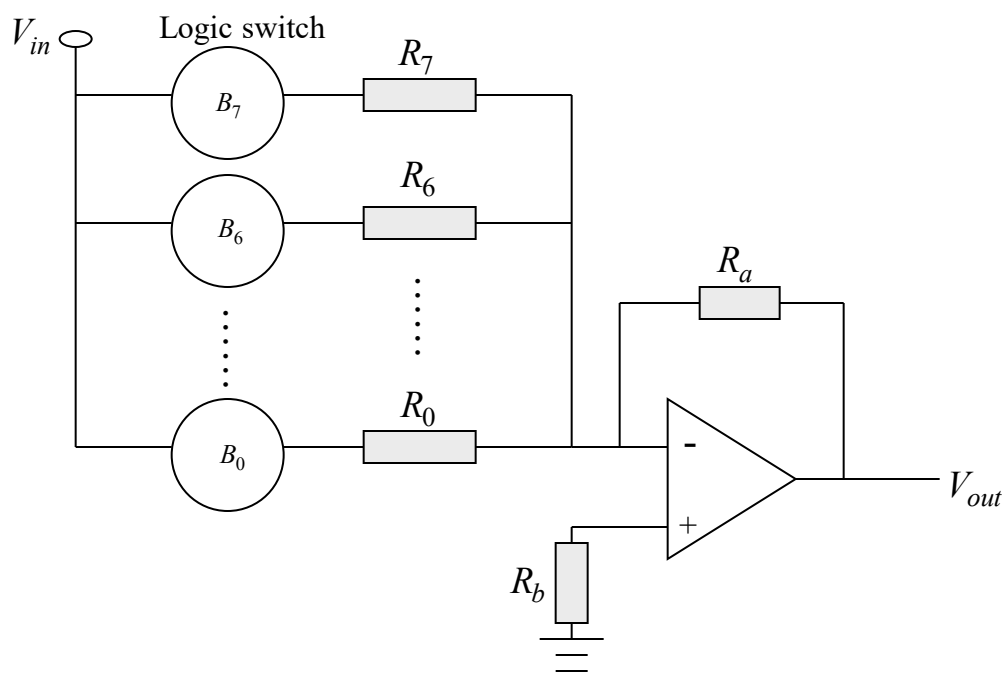 V_in
Logic switch
B_7
R_7
B_6
R_6
R_a
B_0
R_0
-
+
V_out
R_b